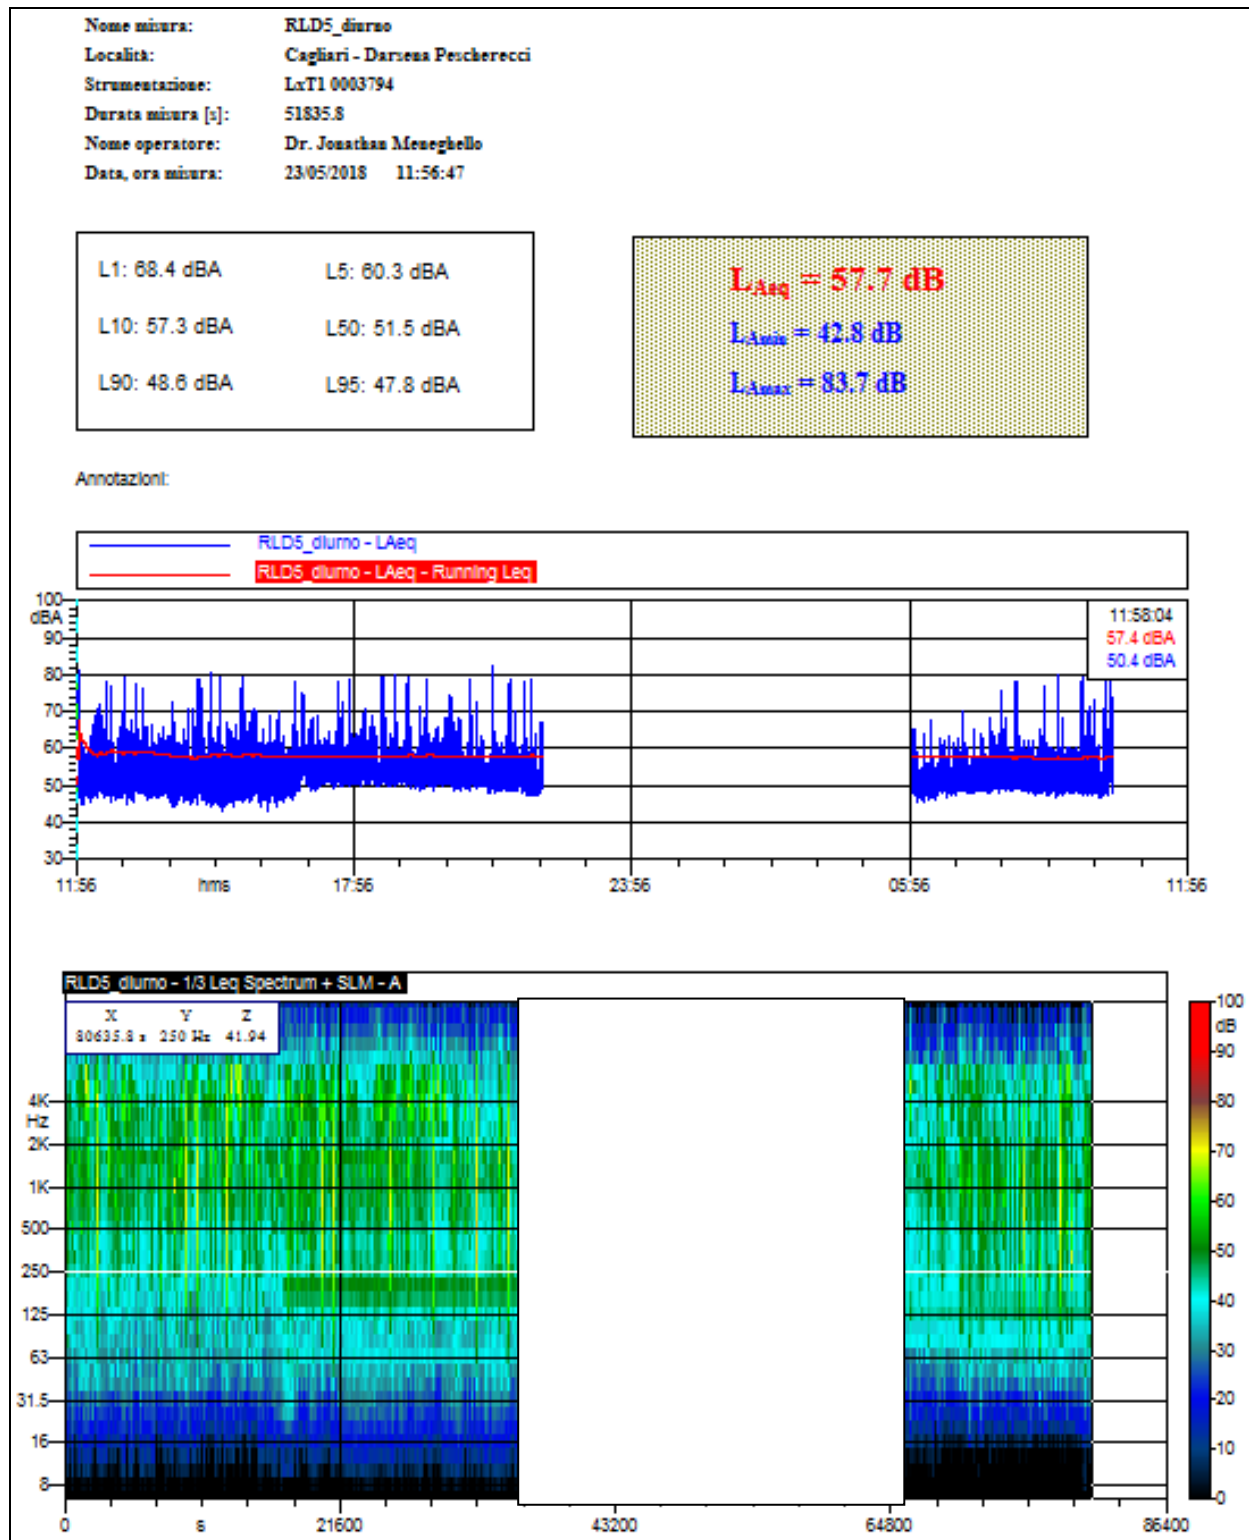 Nome misura: RLD5_diurno
Località: Cagliari - Darsena Pescherecci
Strumentazione: LxT1 0003794
Durata misura [s]: 51835.8
Nome operatore: Dr. Jonathan Meneghello
Data, ora misura: 23/05/2018 11:56:47
L1: 68.4 dBA L5: 60.3 dBA
L10: 57.3 dBA L50: 51.5 dBA
L90: 48.6 dBA L95: 47.8 dBA
LAeq = 57.7 dB
LAmin = 42.8 dB
LAmax = 83.7 dB
Annotazioni:
RLD5_diurno - LAeq
RLD5_diurno - LAeq - Running Leq
100
dBA
90
80
70
60
50
40
30
11:58:04
57.4 dBA
50.4 dBA
11:56 hms 17:56 23:56 05:56 11:56
RLD5_diurno - 1/3 Leq Spectrum + SLM - A
X Y Z
80635.8 s 250 Hz 41.94
4K
Hz
2K
1K
500
250
125
63
31.5
16
8
0 s 21600 43200 64800 86400
100
dB
90
80
70
60
50
40
30
20
10
0